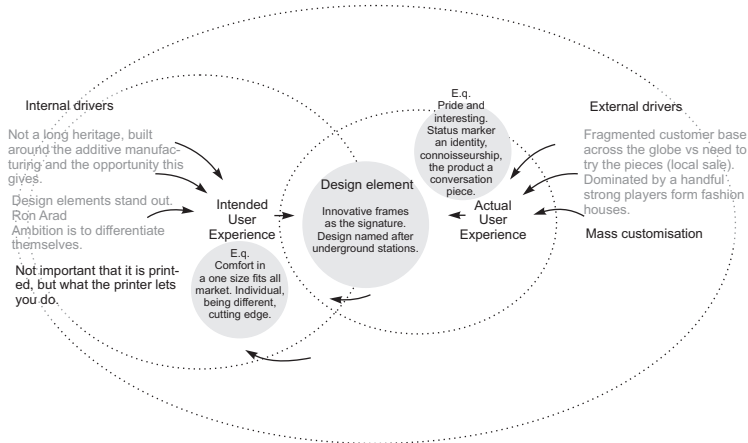 Internal drivers
Not a long heritage, built
around the additive manufac-
turing and the opportunity this
gives.
Design elements stand out.
Ron Arad
Ambition is to differentiate
themselves.
Not important that it is print-
ed, but what the printer lets
you do.
Intended
User
Experience
E.q.
Comfort in
a one size fits all
market. Individual,
being different,
cutting edge.
Design element
Innovative frames
as the signature.
Design named after
underground stations.
E.q.
Pride and
interesting.
Status marker
an identity,
connoisseurship,
the product a
conversation
piece.
Actual
User
Experience
External drivers
Fragmented customer base
across the globe vs need to
try the pieces (local sale).
Dominated by a handful
strong players form fashion
houses.
Mass customisation